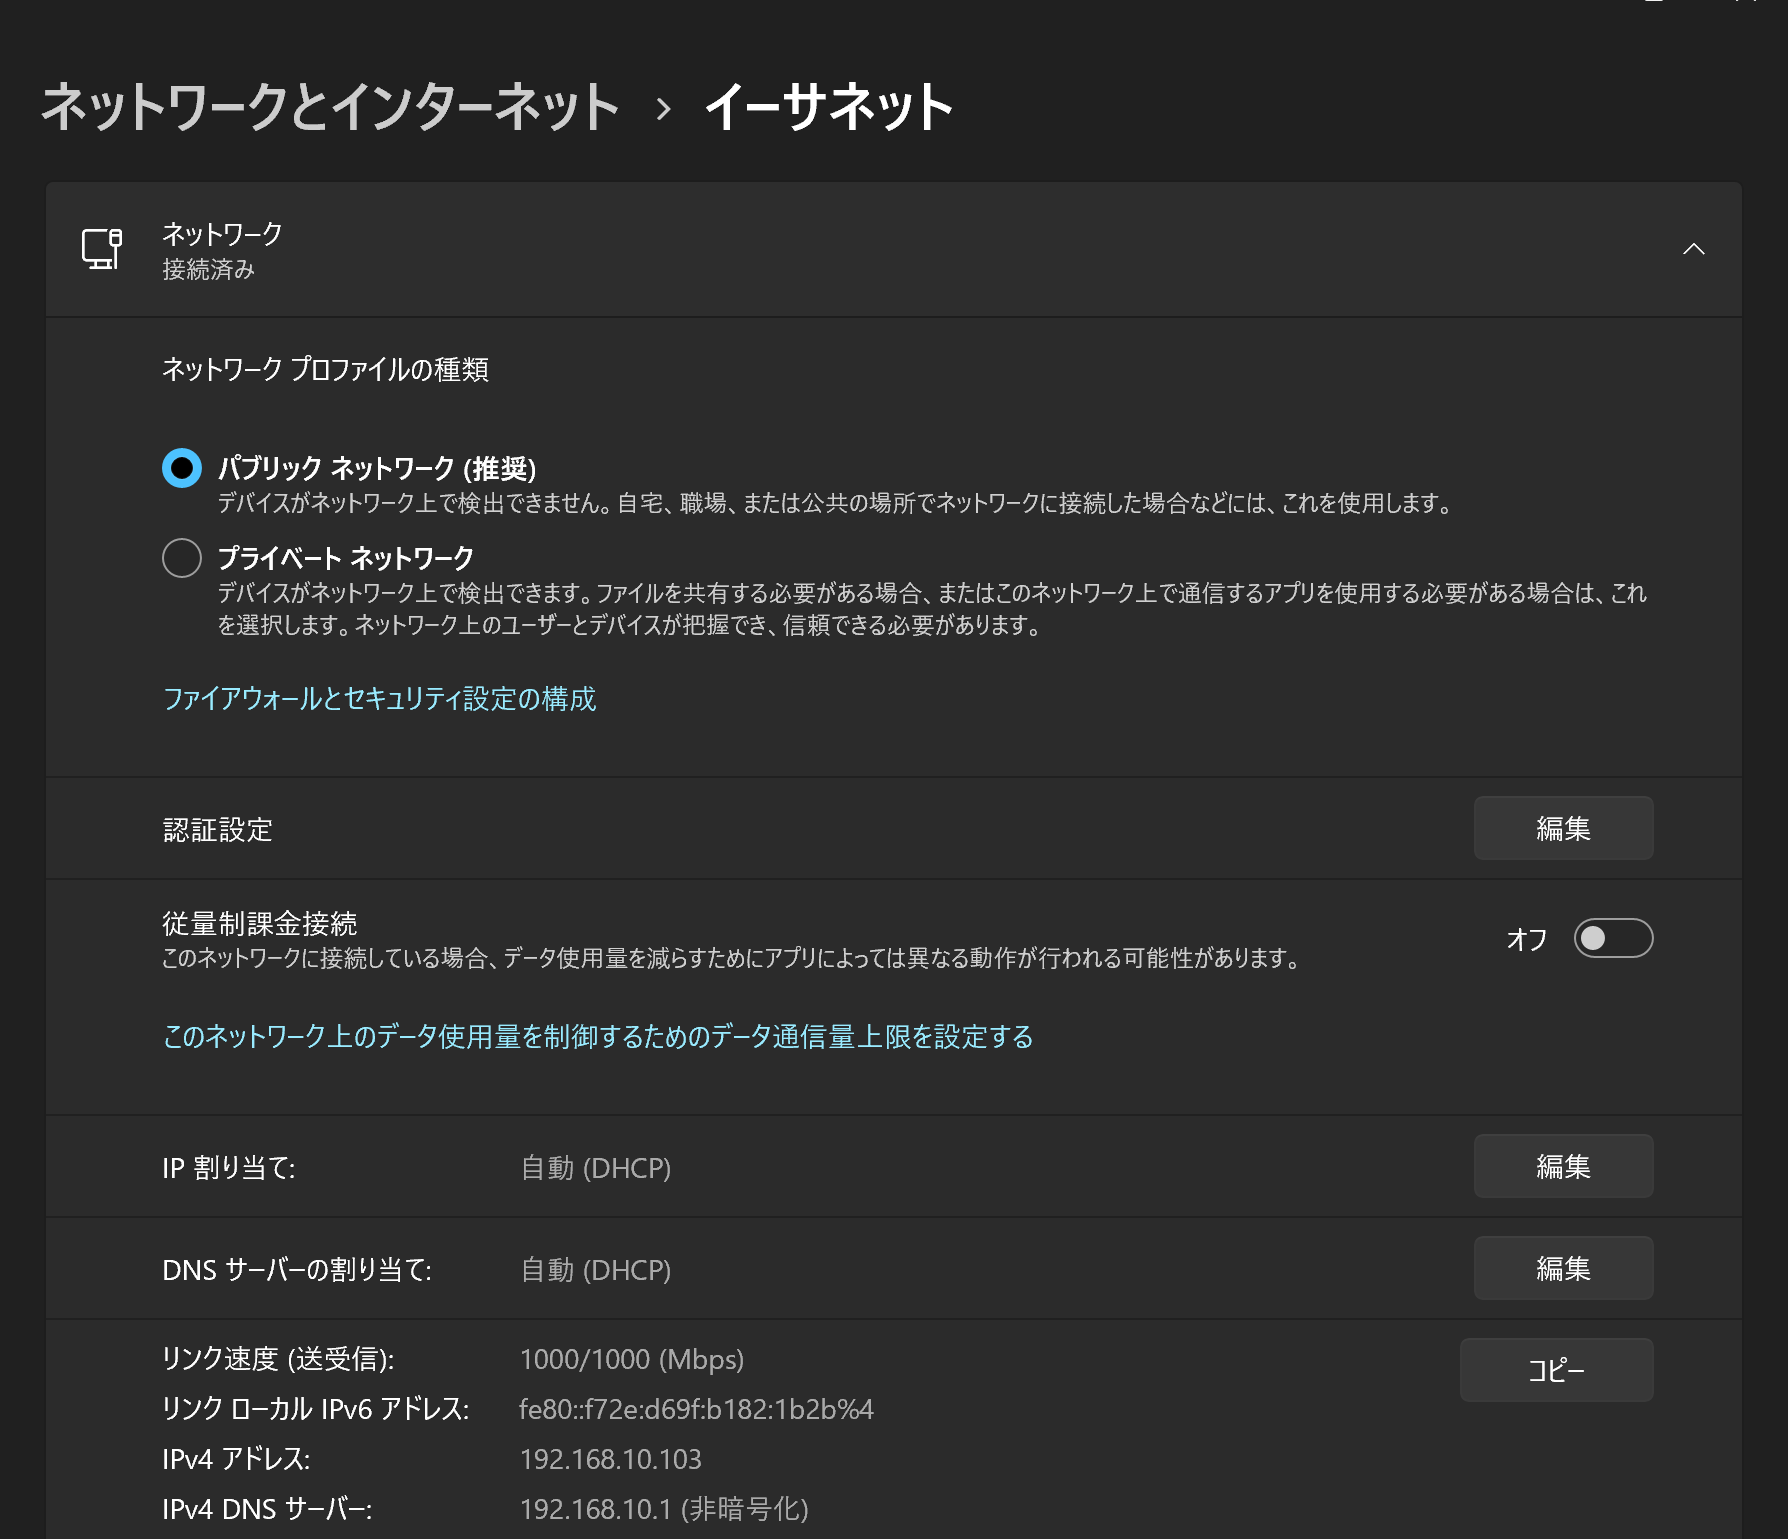 ネットワークとインターネット › イーサネット
ネットワーク
接続済み
ネットワーク プロファイルの種類
パブリック ネットワーク (推奨)
デバイスがネットワーク上で検出できません。自宅、職場、または公共の場所でネットワークに接続した場合などには、これを使用します。
プライベート ネットワーク
デバイスがネットワーク上で検出できます。ファイルを共有する必要がある場合、またはこのネットワーク上で通信するアプリを使用する必要がある場合は、これ
を選択します。ネットワーク上のユーザーとデバイスが把握でき、信頼できる必要があります。
ファイアウォールとセキュリティ設定の構成
認証設定 編集
従量制課金接続
このネットワークに接続している場合、データ使用量を減らすためにアプリによっては異なる動作が行われる可能性があります。
オフ
このネットワーク上のデータ使用量を制御するためのデータ通信量上限を設定する
IP 割り当て: 自動 (DHCP) 編集
DNS サーバーの割り当て: 自動 (DHCP) 編集
リンク速度 (送受信): 1000/1000 (Mbps) コピー
リンク ローカル IPv6 アドレス: fe80::f72e:d69f:b182:1b2b%4
IPv4 アドレス: 192.168.10.103
IPv4 DNS サーバー: 192.168.10.1 (非暗号化)